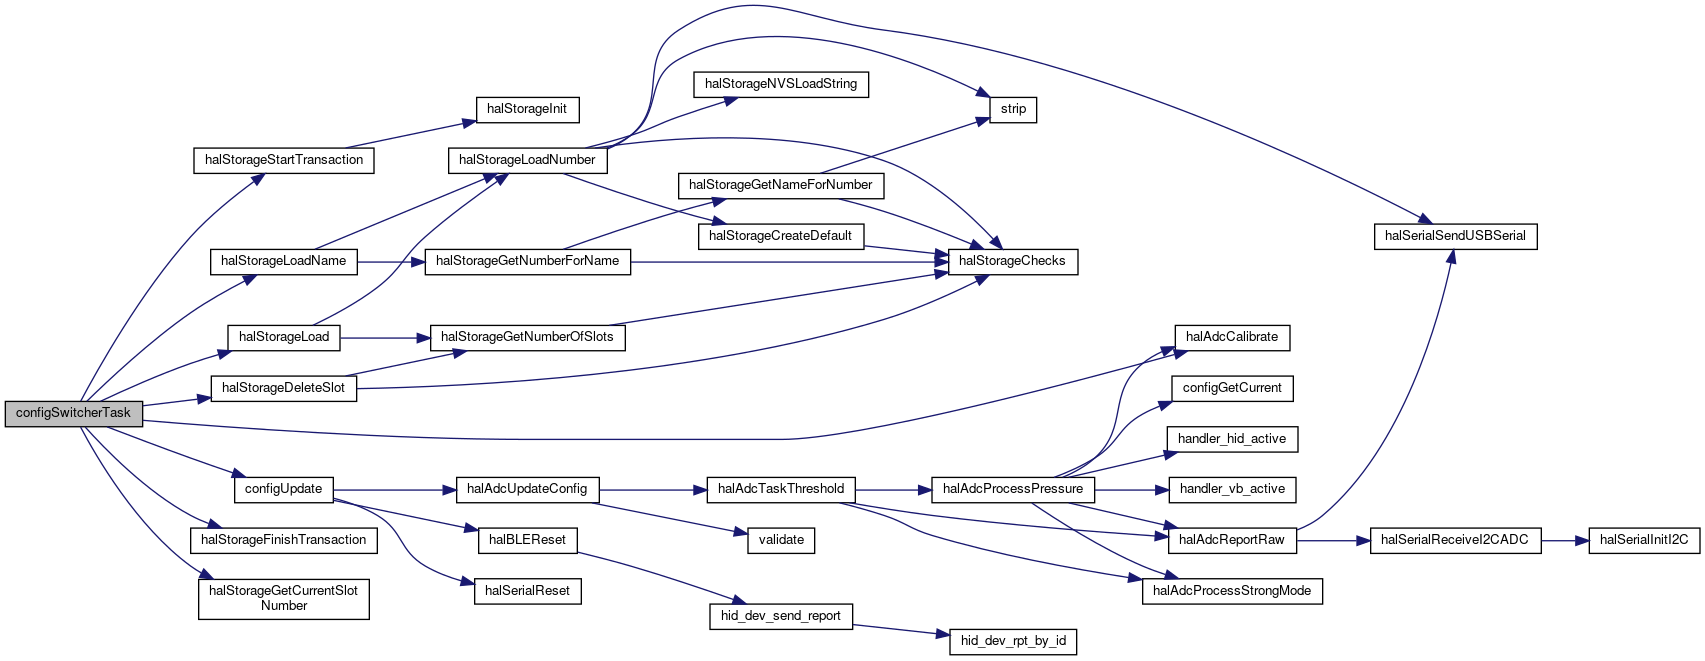 configSwitcherTask
halStorageStartTransaction
halStorageInit
halStorageLoadName
halStorageLoadNumber
halStorageNVSLoadString
strip
halStorageGetNameForNumber
halStorageCreateDefault
halStorageGetNumberForName
halStorageChecks
halSerialSendUSBSerial
halStorageLoad
halStorageGetNumberOfSlots
halStorageDeleteSlot
halAdcCalibrate
configGetCurrent
handler_hid_active
configUpdate
halAdcUpdateConfig
halAdcTaskThreshold
halAdcProcessPressure
handler_vb_active
halStorageFinishTransaction
halBLEReset
validate
halAdcReportRaw
halSerialReceiveI2CADC
halSerialInitI2C
halStorageGetCurrentSlot
Number
halSerialReset
halAdcProcessStrongMode
hid_dev_send_report
hid_dev_rpt_by_id